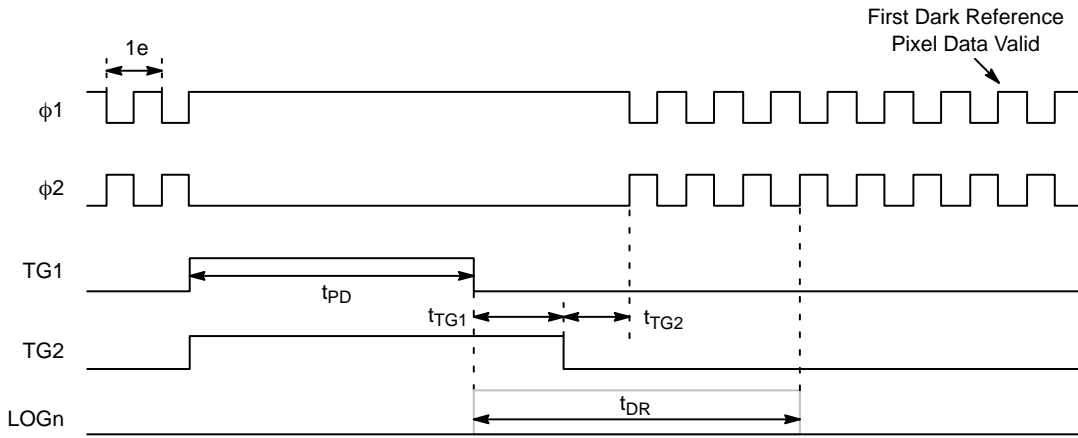 First Dark Reference
Pixel Data Valid
1e
ϕ1
ϕ2
TG1
tPD
tTG1
tTG2
TG2
tDR
LOGn